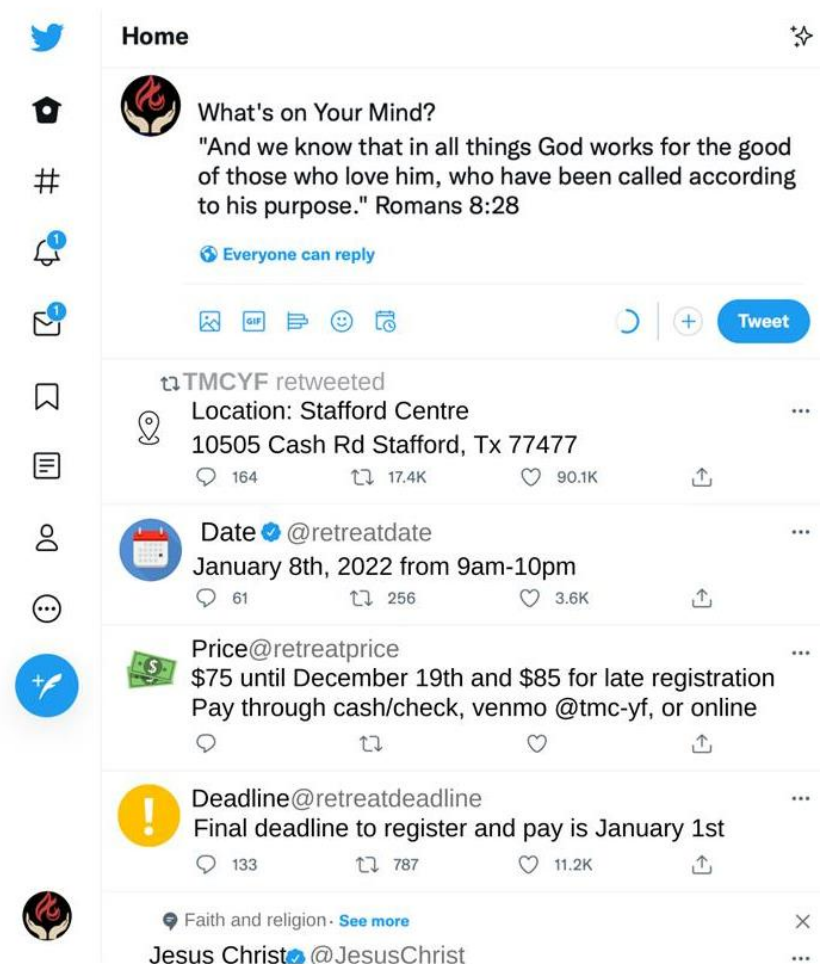 Home
What's on Your Mind?
"And we know that in all things God works for the good
of those who love him, who have been called according
to his purpose." Romans 8:28
Everyone can reply
GIF
Tweet
1
1
TMCYF retweeted
Location: Stafford Centre
10505 Cash Rd Stafford, Tx 77477
164 17.4K 90.1K
Date @retreatdate
January 8th, 2022 from 9am-10pm
61 256 3.6K
Price@retreatprice
$75 until December 19th and $85 for late registration
Pay through cash/check, venmo @tmc-yf, or online
Deadline@retreatdeadline
Final deadline to register and pay is January 1st
133 787 11.2K
Faith and religion · See more
Jesus Christ @JesusChrist